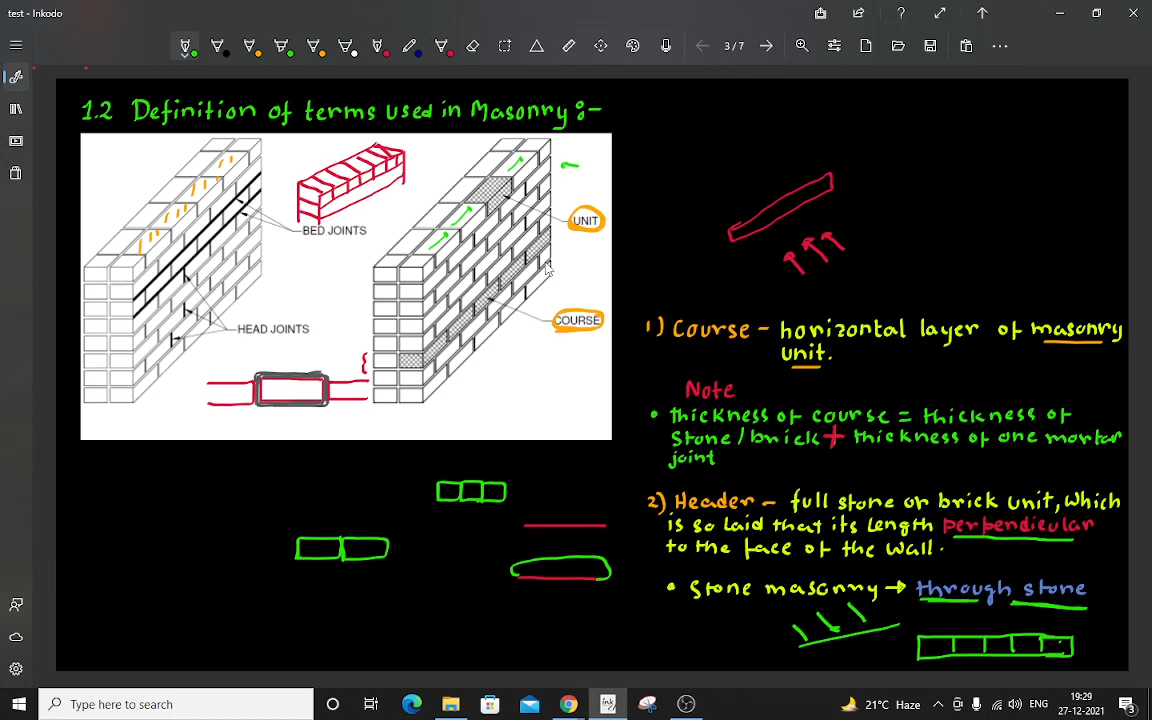 test - Inkodo
3/7
1.2 Definition of terms used in Masonry :-
UNIT
BED JOINTS
COURSE
HEAD JOINTS
1) Course - horizontal layer of masonry
unit.
Note
• thickness of course = thickness of
Stone / brick + thickness of one mortar
joint
2) Header - full stone or brick unit, which
is so laid that its length perpendicular
to the face of the wall.
• Stone masonry → through stone
Type here to search
21°C Haze
ENG
19:29
27-12-2021
3